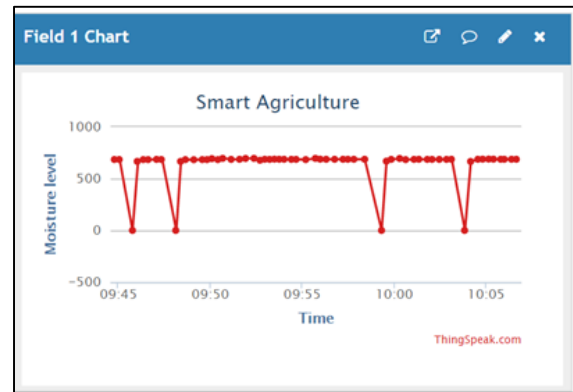 Field 1 Chart
Smart Agriculture
1000
500
0
-500
Moisture level
09:45 09:50 09:55 10:00 10:05
Time
ThingSpeak.com